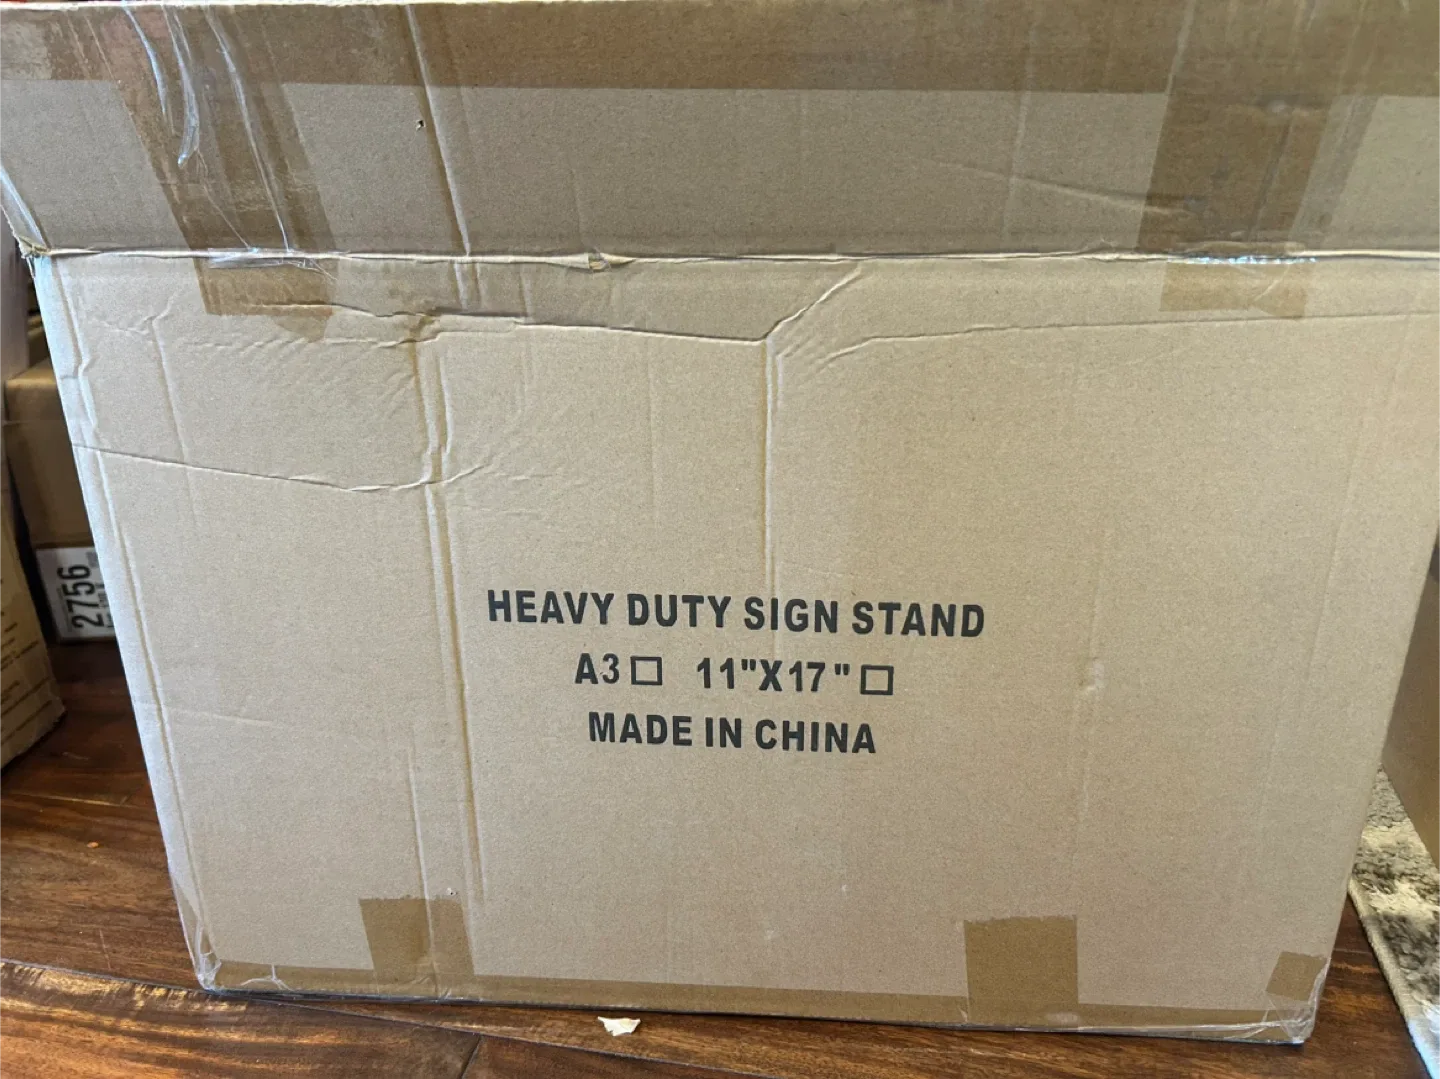 HEAVY DUTY SIGN STAND
A3☐ 11"X17"☐
MADE IN CHINA
2756